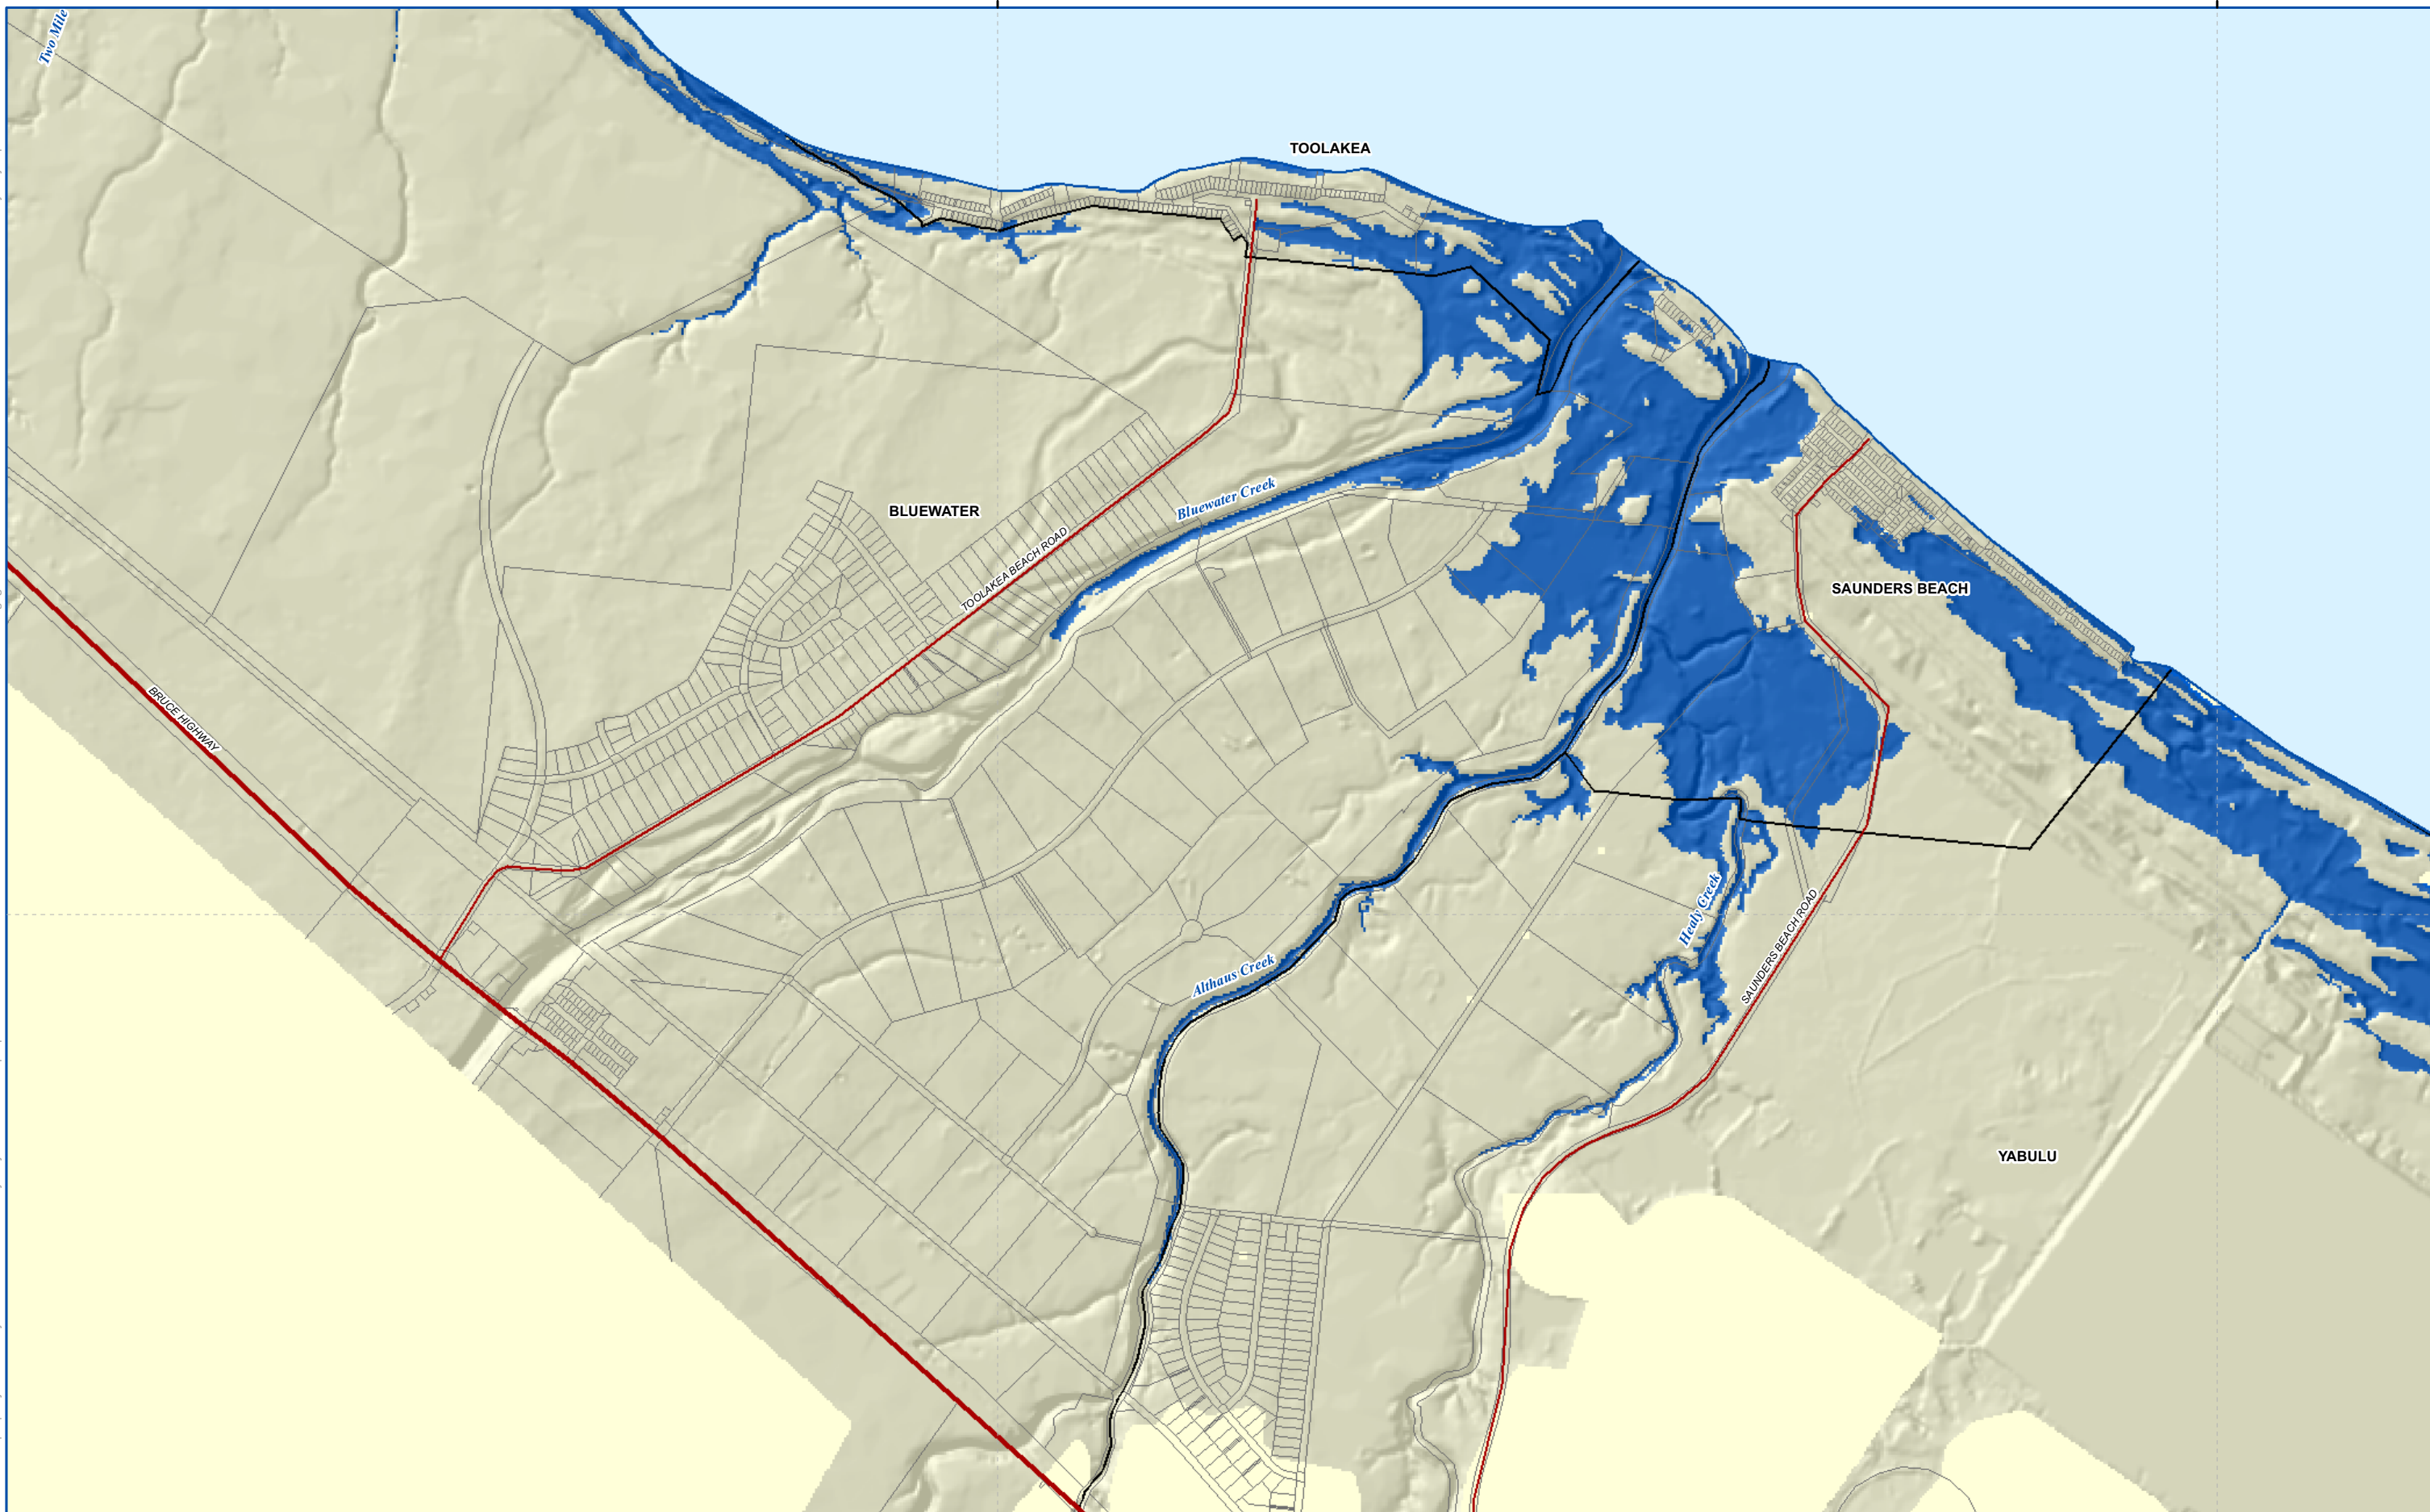 Two Mile
TOOLAKEA
BLUEWATER
Bluewater Creek
TOOLAKEA BEACH ROAD
SAUNDERS BEACH
BRUCE HIGHWAY
Healy Creek
SAUNDERS BEACH ROAD
Althaus Creek
YABULU